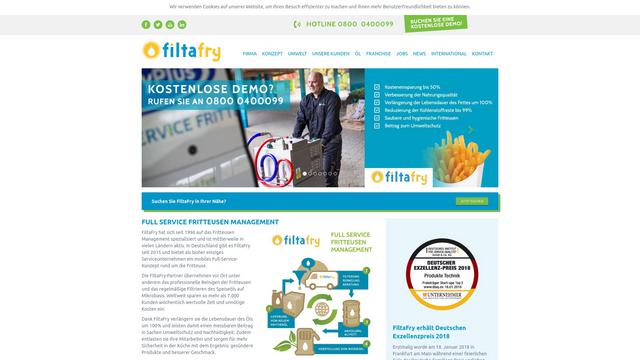 Wir verwenden Cookies auf unserer Website, um Ihren Besuch effizienter zu machen und Ihnen mehr Benutzerfreundlichkeit bieten zu können.
HOTLINE 0800 0400099
BUCHEN SIE EINE
KOSTENLOSE DEMO!
filtafry
FIRMA KONZEPT UMWELT UNSERE KUNDEN ÖL FRANCHISE JOBS NEWS INTERNATIONAL KONTAKT
KOSTENLOSE DEMO?
RUFEN SIE AN 0800 0400099
Kosteneinsparung bis 50%
Verbesserung der Nahrungsqualität
Verlängerung der Lebensdauer des Fettes um 100%
Reduzierung der Kohlenstoffreste bis 99%
Saubere und hygienische Fritteusen
Beitrag zum Umweltschutz
filtafry
Suchen Sie FiltaFry in Ihrer Nähe?
FULL SERVICE FRITTEUSEN MANAGEMENT
FiltaFry hat sich seit 1996 auf das Fritteusen
Management spezialisiert und ist mittlerweile in
vielen Ländern aktiv. In Deutschland gibt es FiltaFry
seit 2015 und bietet als bisher einziges
Serviceunternehmen ein mobiles Full-Service-
Konzept rund um die Fritteuse.
Die FiltaFry-Partner übernehmen vor Ort unter
anderem das professionelle Reinigen der Fritteusen und
das regelmäßige Filtrieren des Speiseöls auf
Mikrobasis. Weltweit sparen so mehr als 7.000
Kunden wöchentlich wertvolle Zeit und unnötige
Kosten ein.
Dank FiltaFry verlängern sie die Lebensdauer des Öls
um 100% und leisten damit einen messbaren Beitrag
in Sachen Umweltschutz und Nachhaltigkeit. Zudem
entlasten sie Ihre Mitarbeiter und sorgen für mehr
Sicherheit in der Küche mit dem Ergebnis gesündere
Produkte und besserer Geschmack.
filtafry
FULL SERVICE
FRITTEUSEN
MANAGEMENT
DEUTSCHER
EXZELLENZ-PREIS 2018
Produkte Technik
FiltaFry erhält Deutschen
Exzellenzpreis 2018
Erstmalig wurde am 18. Januar 2018 in
Frankfurt am Main während einer feierlichen